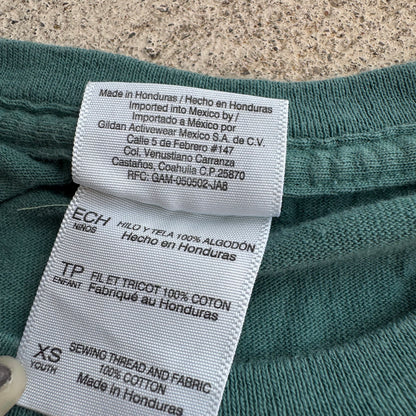 Made in Honduras / Hecho en Honduras
Imported into Mexico by /
Importado a México por
Gildan Activewear Mexico S.A. de C.V.
Calle 5 de Febrero #147
Col. Venustiano Carranza
Castaños, Coahuila C.P. 25870
RFC: GAM-050502-JA8
ECH HILO Y TELA 100% ALGODÓN
NIÑOS Hecho en Honduras
TP FIL ET TRICOT 100% COTON
ENFANT Fabriqué au Honduras
XS SEWING THREAD AND FABRIC
YOUTH 100% COTTON
Made in Honduras